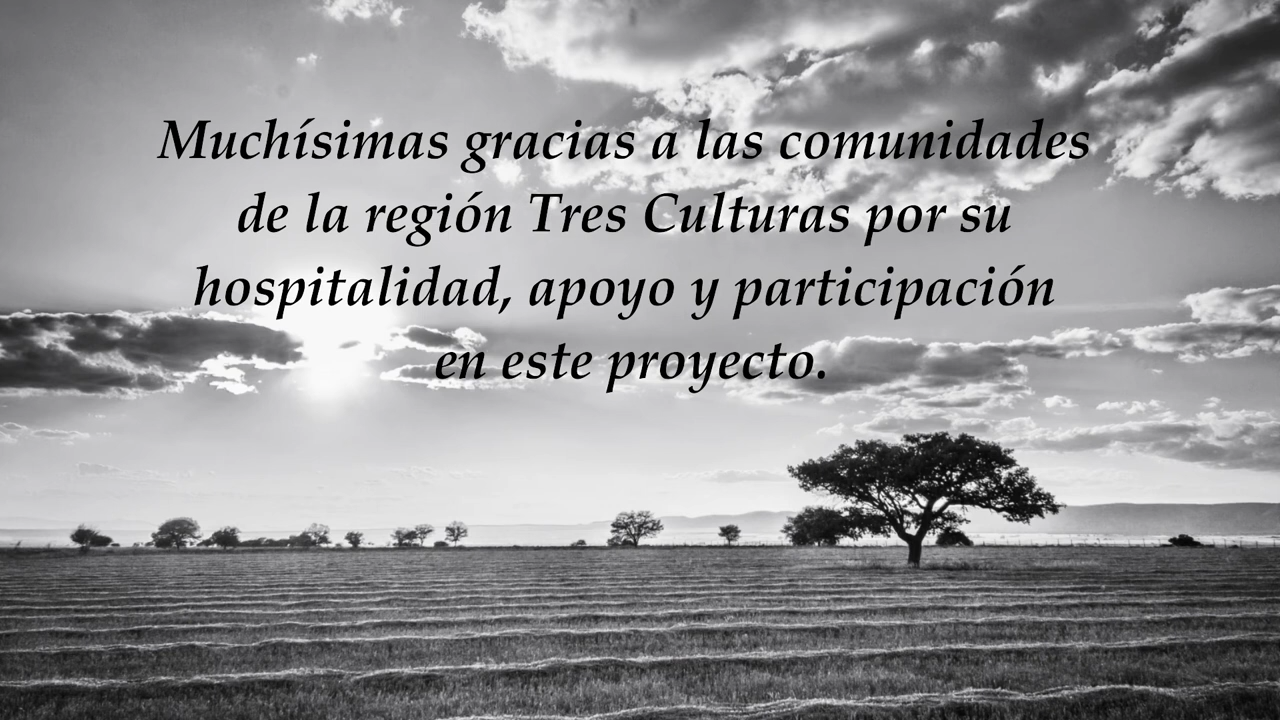 Muchísimas gracias a las comunidades
de la región Tres Culturas por su
hospitalidad, apoyo y participación
en este proyecto.